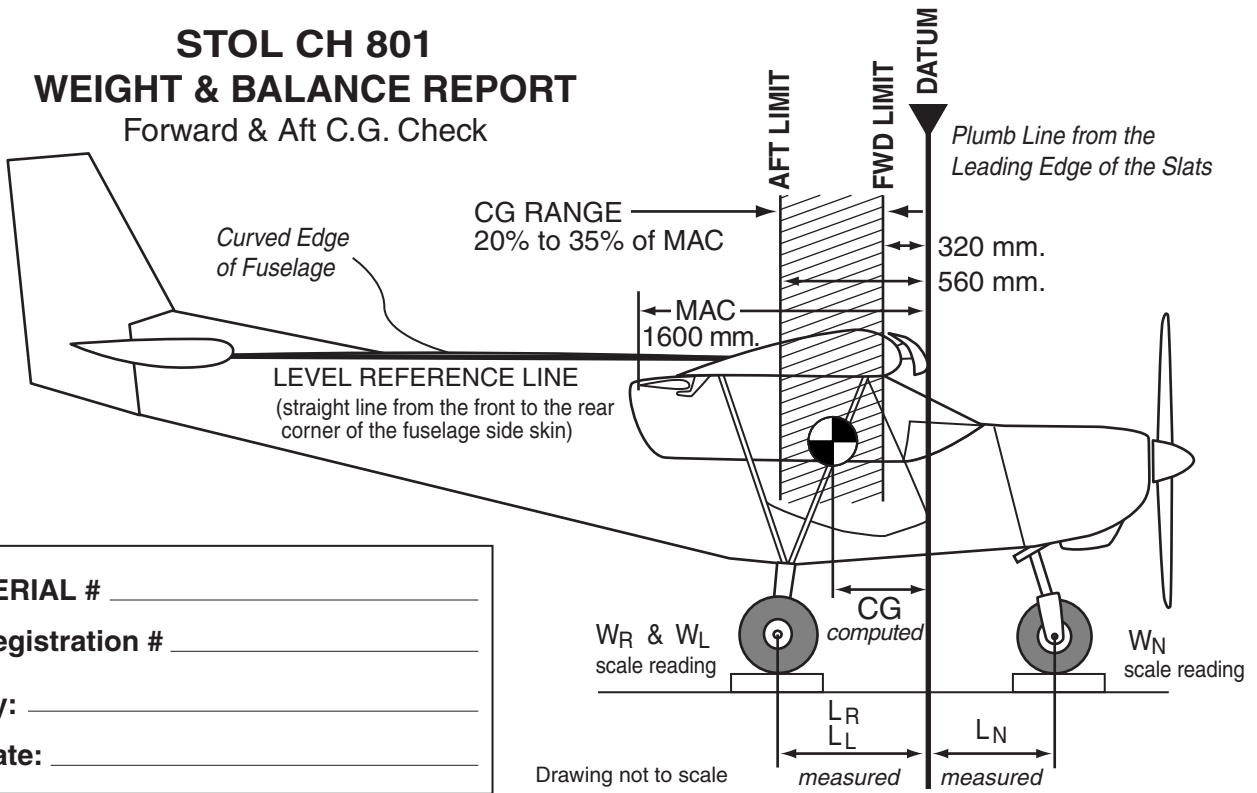 STOL CH 801
WEIGHT & BALANCE REPORT
Forward & Aft C.G. Check
AFT LIMIT
FWD LIMIT
DATUM
Plumb Line from the
Leading Edge of the Slats
CG RANGE
20% to 35% of MAC
320 mm.
560 mm.
Curved Edge
of Fuselage
MAC
1600 mm.
LEVEL REFERENCE LINE
(straight line from the front to the rear
corner of the fuselage side skin)
ERIAL #
egistration #
y:
ate:
CG
computed
WR & WL
scale reading
WN
scale reading
LR
LL
LN
Drawing not to scale
measured
measured